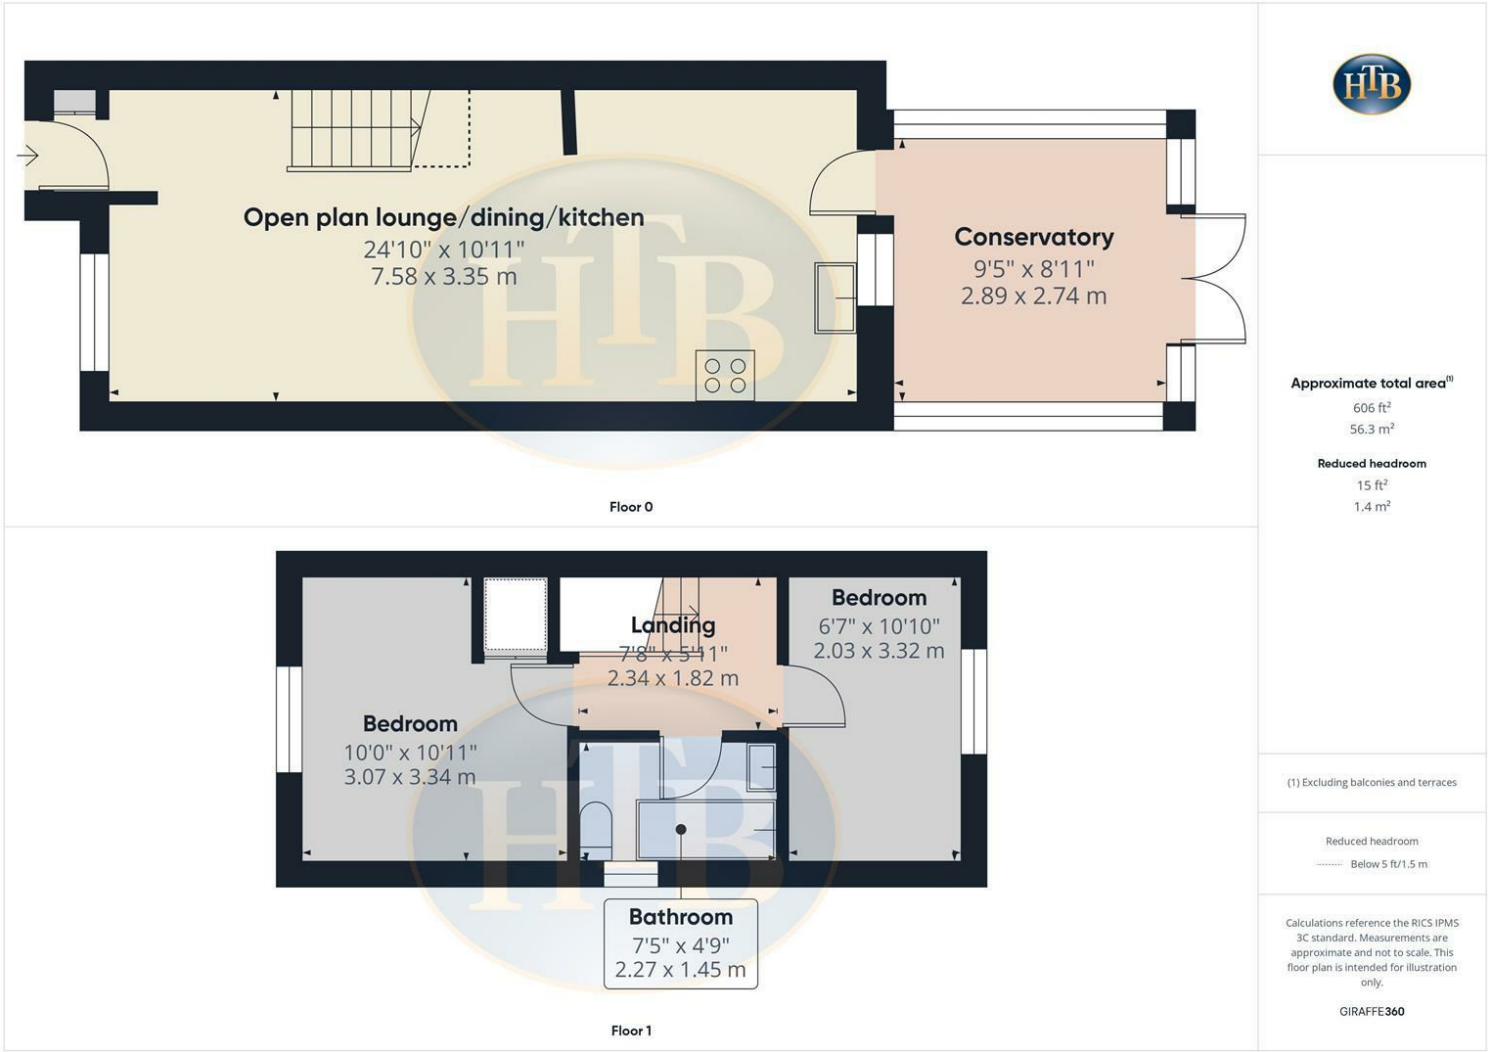 Open plan lounge/dining/kitchen
24'10" x 10'11"
7.58 x 3.35 m
Conservatory
9'5" x 8'11"
2.89 x 2.74 m
HTB
Floor 0
Bedroom
10'0" x 10'11"
3.07 x 3.34 m
Landing
7'8" x 5'11"
2.34 x 1.82 m
Bedroom
6'7" x 10'10"
2.03 x 3.32 m
Bathroom
7'5" x 4'9"
2.27 x 1.45 m
HTB
Floor 1
HTB
Approximate total area(1)
606 ft²
56.3 m²
Reduced headroom
15 ft²
1.4 m²
(1) Excluding balconies and terraces
Reduced headroom
Below 5 ft/1.5 m
Calculations reference the RICS IPMS
3C standard. Measurements are
approximate and not to scale. This
floor plan is intended for illustration
only.
GIRAFFE360